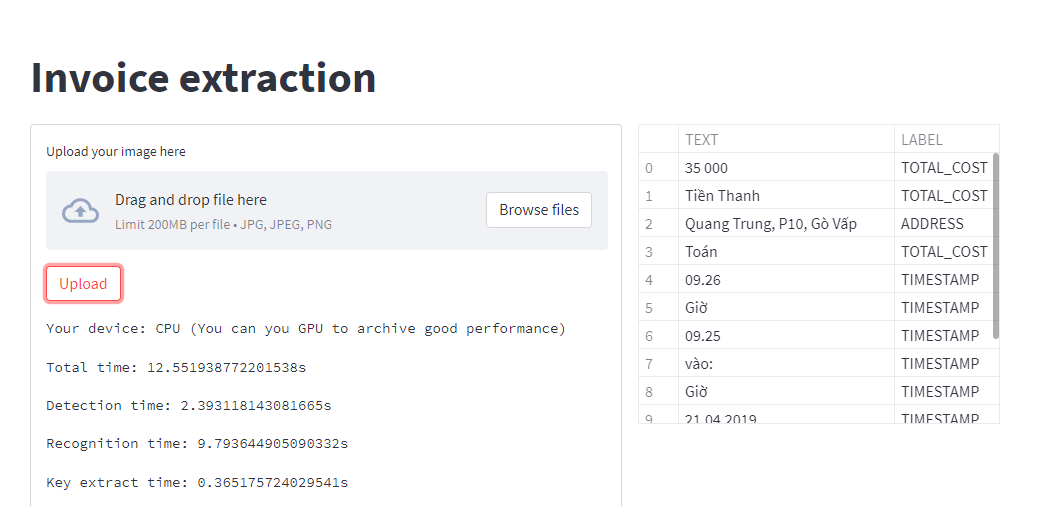 Invoice extraction
Upload your image here
Drag and drop file here
Limit 200MB per file • JPG, JPEG, PNG
Browse files
Upload
Your device: CPU (You can you GPU to archive good performance)
Total time: 12.551938772201538s
Detection time: 2.393118143081665s
Recognition time: 9.793644905090332s
Key extract time: 0.365175724029541s
TEXT LABEL
0 35 000 TOTAL_COST
1 Tiền Thanh TOTAL_COST
2 Quang Trung, P10, Gò Vấp ADDRESS
3 Toán TOTAL_COST
4 09.26 TIMESTAMP
5 Giờ TIMESTAMP
6 09.25 TIMESTAMP
7 vào: TIMESTAMP
8 Giờ TIMESTAMP
9 21.04.2019 TIMESTAMP